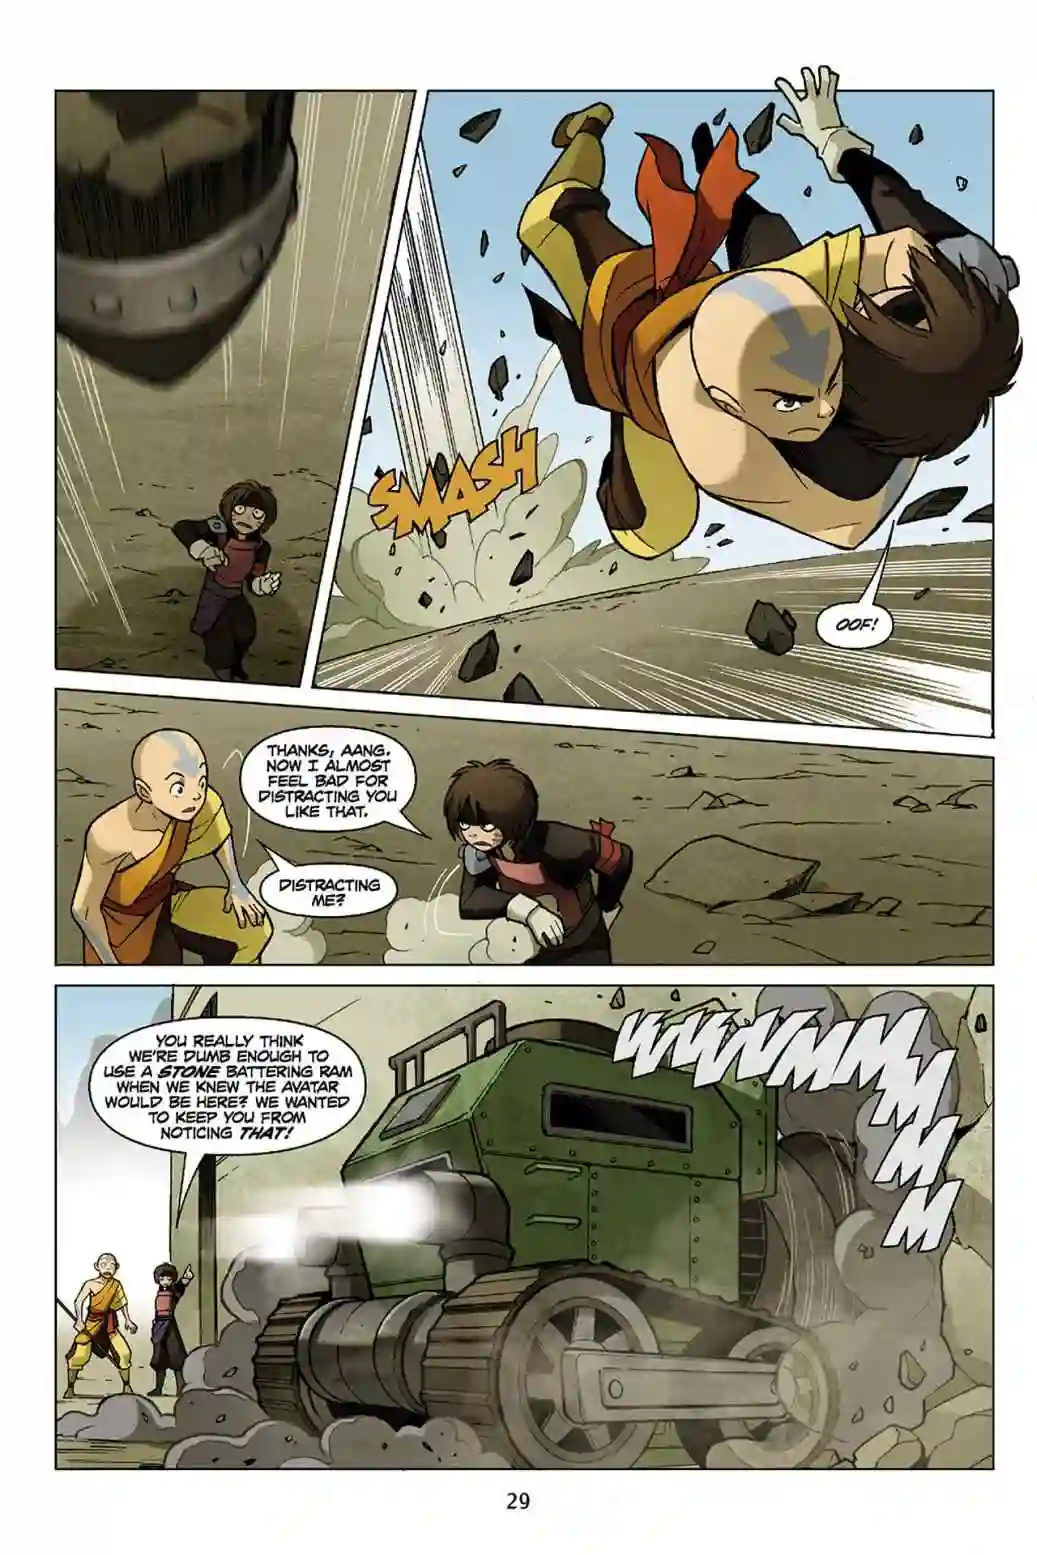 SMASH
OOF!
THANKS, AANG.
NOW I ALMOST
FEEL BAD FOR
DISTRACTING YOU
LIKE THAT.
DISTRACTING
ME?
YOU REALLY THINK
WE'RE DUMB ENOUGH TO
USE A STONE BATTERING RAM
WHEN WE KNEW THE AVATAR
WOULD BE HERE? WE WANTED
TO KEEP YOU FROM
NOTICING THAT!
VVVVMMMMMM
29